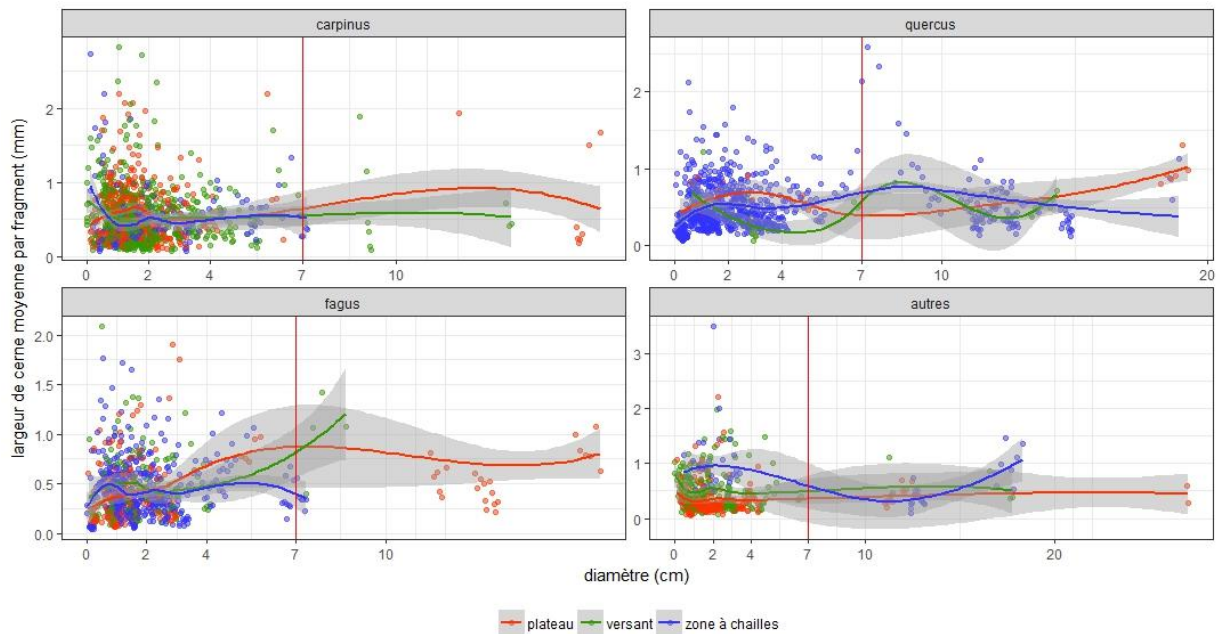 carpinus
quercus
largeur de cerne moyenne par fragment (mm)
2
1
0
0 2 4 7 10
2
1
0
0 2 4 7 10 20
fagus
autres
2.0
1.5
1.0
0.5
0.0
0 2 4 7 10
3
2
1
0
0 2 4 7 10 20
diamètre (cm)
plateau versant zone à chailles